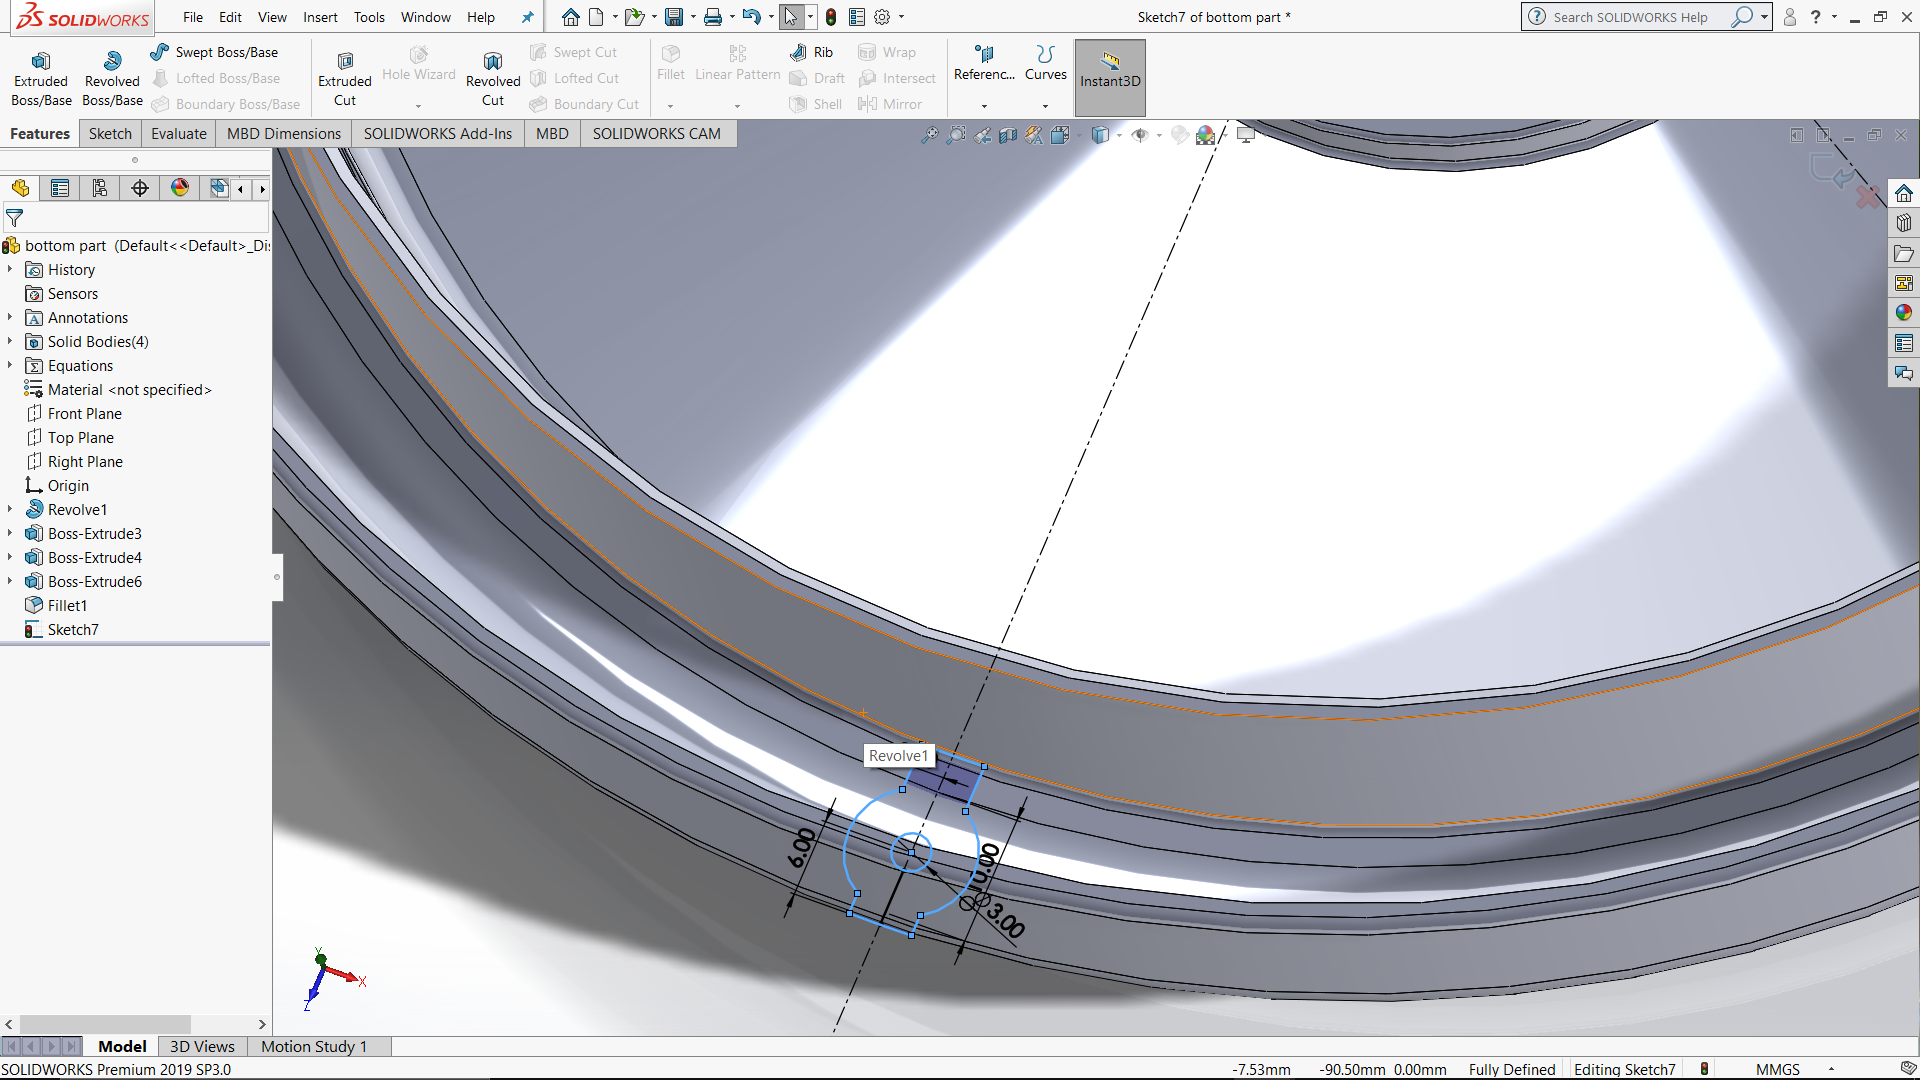 SOLIDWORKS
File Edit View Insert Tools Window Help
Sketch7 of bottom part *
Search SOLIDWORKS Help
Extruded Boss/Base
Revolved Boss/Base
Swept Boss/Base
Lofted Boss/Base
Boundary Boss/Base
Extruded Cut
Hole Wizard
Revolved Cut
Swept Cut
Lofted Cut
Boundary Cut
Fillet
Linear Pattern
Rib
Draft
Shell
Wrap
Intersect
Mirror
Referenc...
Curves
Instant3D
Features Sketch Evaluate MBD Dimensions SOLIDWORKS Add-Ins MBD SOLIDWORKS CAM
bottom part (Default<<Default>_Di
History
Sensors
Annotations
Solid Bodies(4)
Equations
Material <not specified>
Front Plane
Top Plane
Right Plane
Origin
Revolve1
Boss-Extrude3
Boss-Extrude4
Boss-Extrude6
Fillet1
Sketch7
Revolve1
6.00
10.00
Ø3.00
Y
X
Z
Model 3D Views Motion Study 1
SOLIDWORKS Premium 2019 SP3.0
-7.53mm -90.50mm 0.00mm Fully Defined Editing Sketch7 MMGS